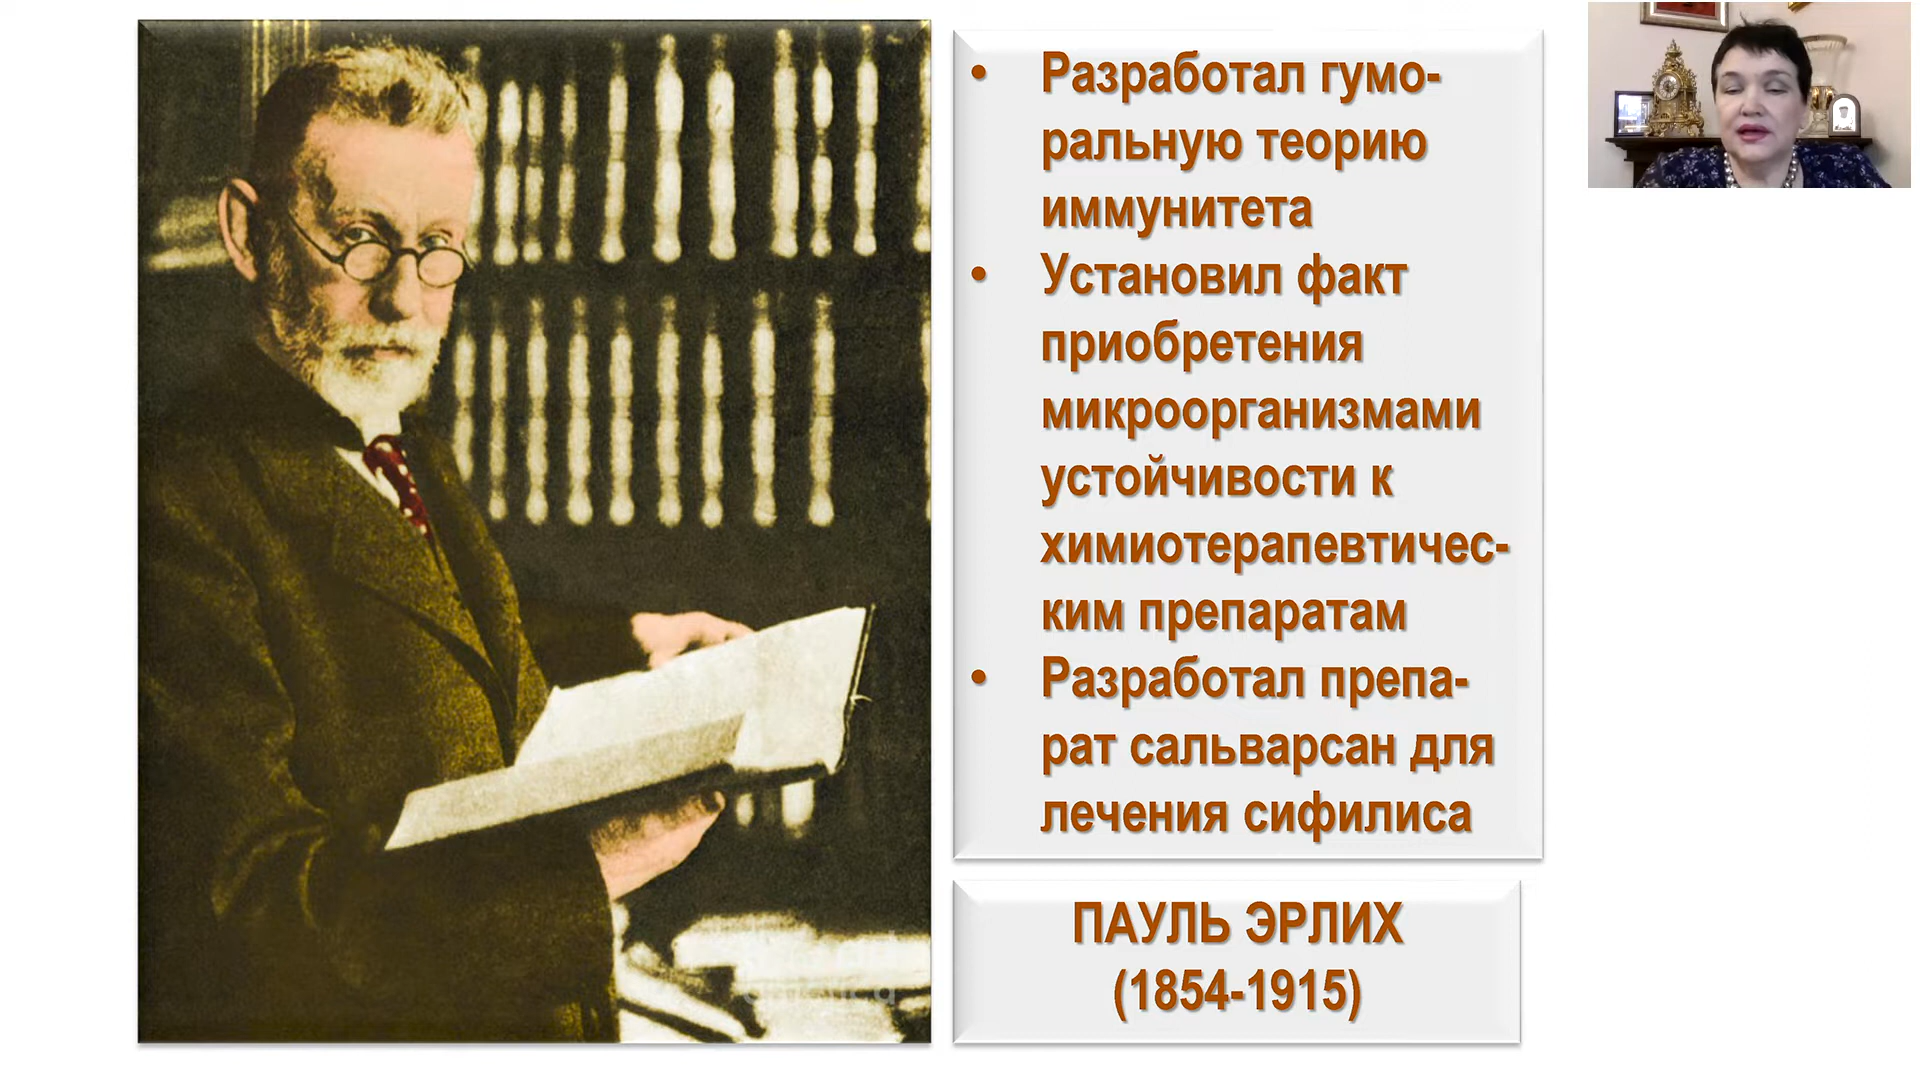 • Разработал гумо-
ральную теорию
иммунитета
• Установил факт
приобретения
микроорганизмами
устойчивости к
химиотерапевтичес-
ким препаратам
• Разработал препа-
рат сальварсан для
лечения сифилиса
ПАУЛЬ ЭРЛИХ
(1854-1915)